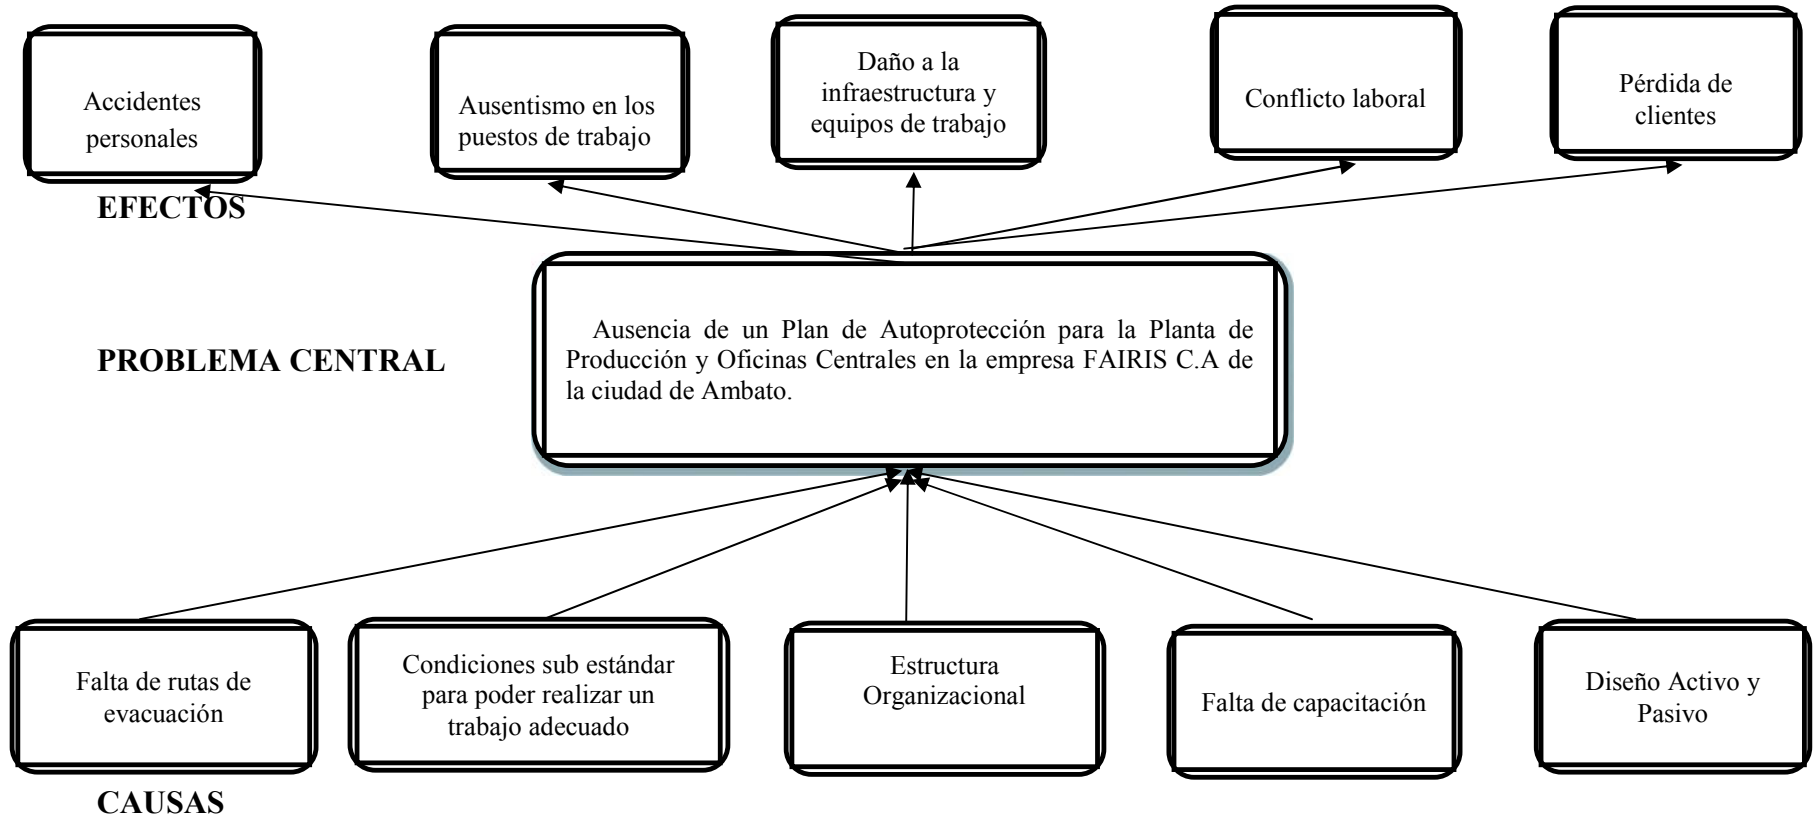 Accidentes
personales
Ausentismo en los
puestos de trabajo
Daño a la
infraestructura y
equipos de trabajo
Conflicto laboral
Pérdida de
clientes
EFECTOS
PROBLEMA CENTRAL
Ausencia de un Plan de Autoprotección para la Planta de
Producción y Oficinas Centrales en la empresa FAIRIS C.A de
la ciudad de Ambato.
Falta de rutas de
evacuación
Condiciones sub estándar
para poder realizar un
trabajo adecuado
Estructura
Organizacional
Falta de capacitación
Diseño Activo y
Pasivo
CAUSAS